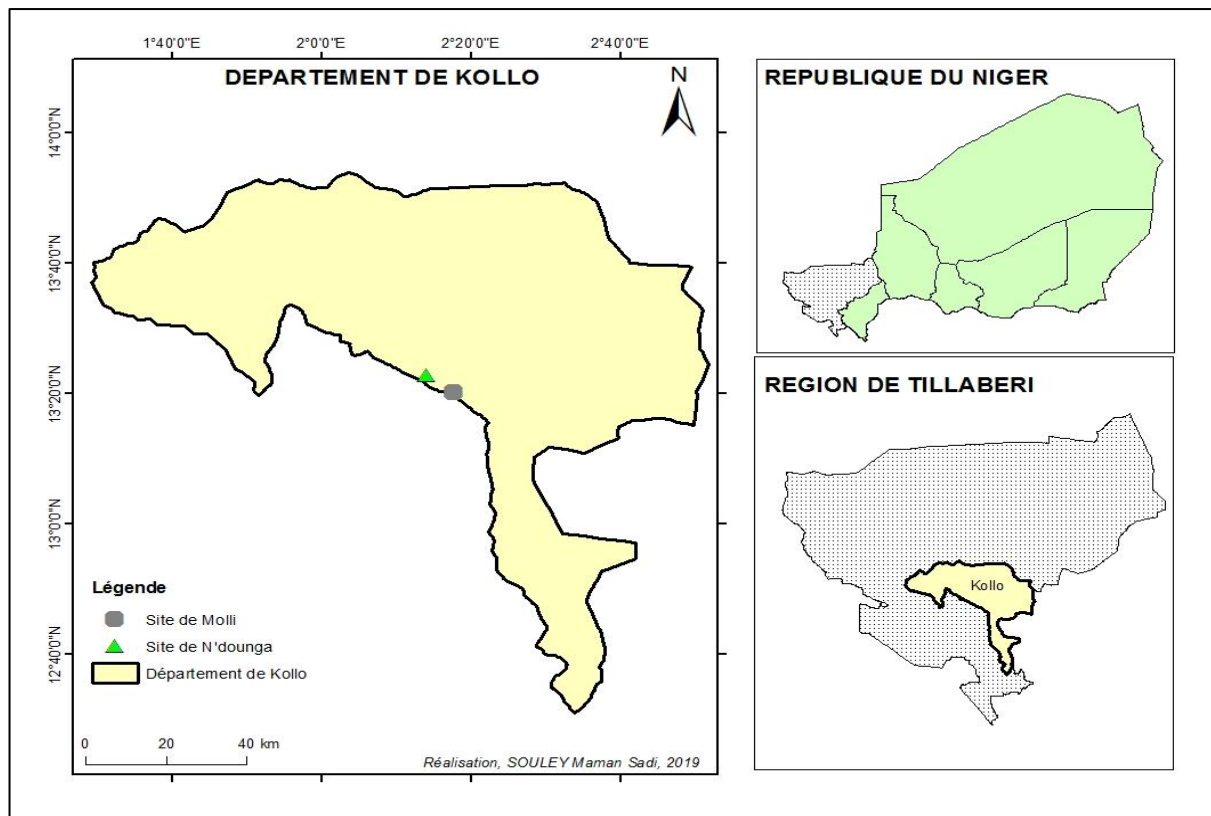 1°40'0"E
2°0'0"E
2°20'0"E
2°40'0"E
DEPARTEMENT DE KOLLO
N
14°0'0"N
13°40'0"N
13°20'0"N
13°0'0"N
12°40'0"N
Légende
Site de Molli
Site de N'dounga
Département de Kollo
0 20 40 km
Réalisation, SOULEY Maman Sadi, 2019
REPUBLIQUE DU NIGER
REGION DE TILLABERI
Kollo